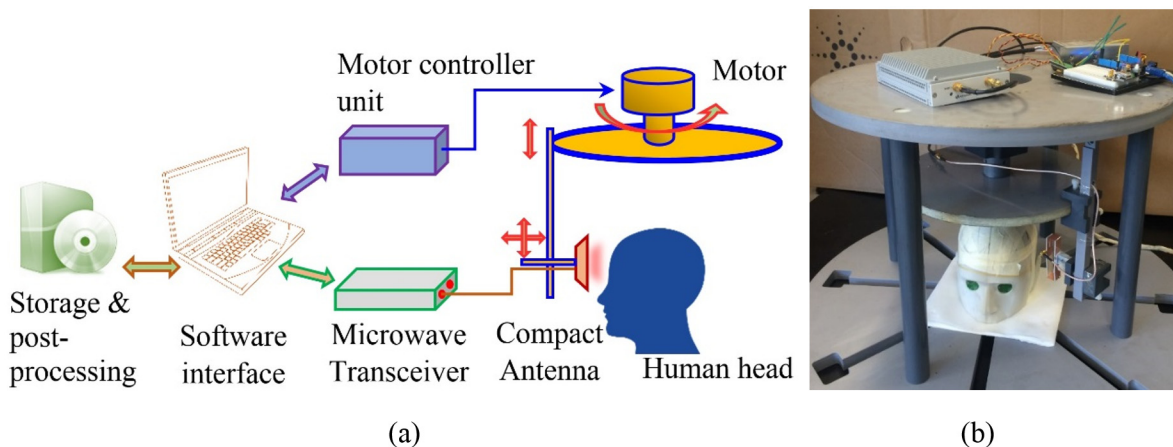 Motor controller
unit
Motor
Storage &
post-
processing
Software
interface
Microwave
Transceiver
Compact
Antenna
Human head
(a)
(b)